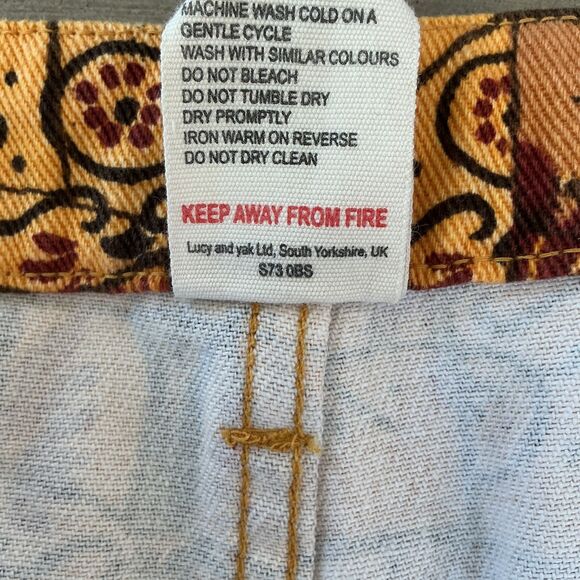 MACHINE WASH COLD ON A
GENTLE CYCLE
WASH WITH SIMILAR COLOURS
DO NOT BLEACH
DO NOT TUMBLE DRY
DRY PROMPTLY
IRON WARM ON REVERSE
DO NOT DRY CLEAN
KEEP AWAY FROM FIRE
Lucy and yak Ltd, South Yorkshire, UK
S73 0BS